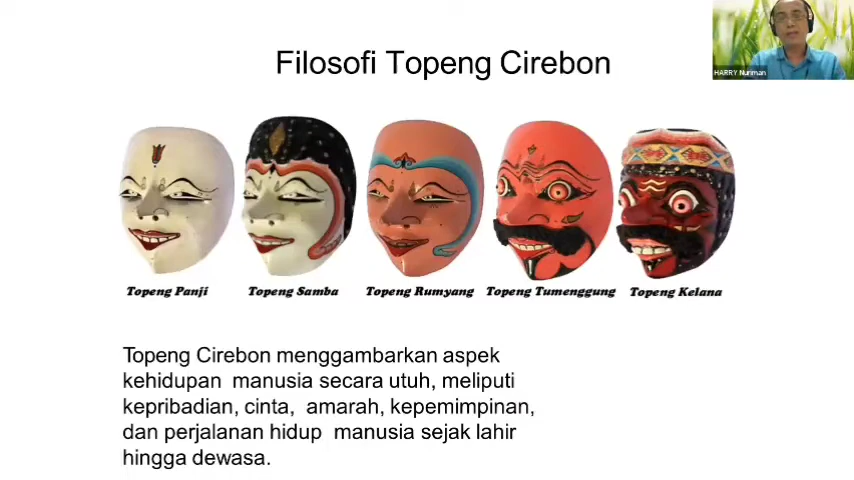 HARRY Nuriman
Filosofi Topeng Cirebon
Topeng Panji
Topeng Samba
Topeng Rumyang
Topeng Tumenggung
Topeng Kelana
Topeng Cirebon menggambarkan aspek
kehidupan manusia secara utuh, meliputi
kepribadian, cinta, amarah, kepemimpinan,
dan perjalanan hidup manusia sejak lahir
hingga dewasa.